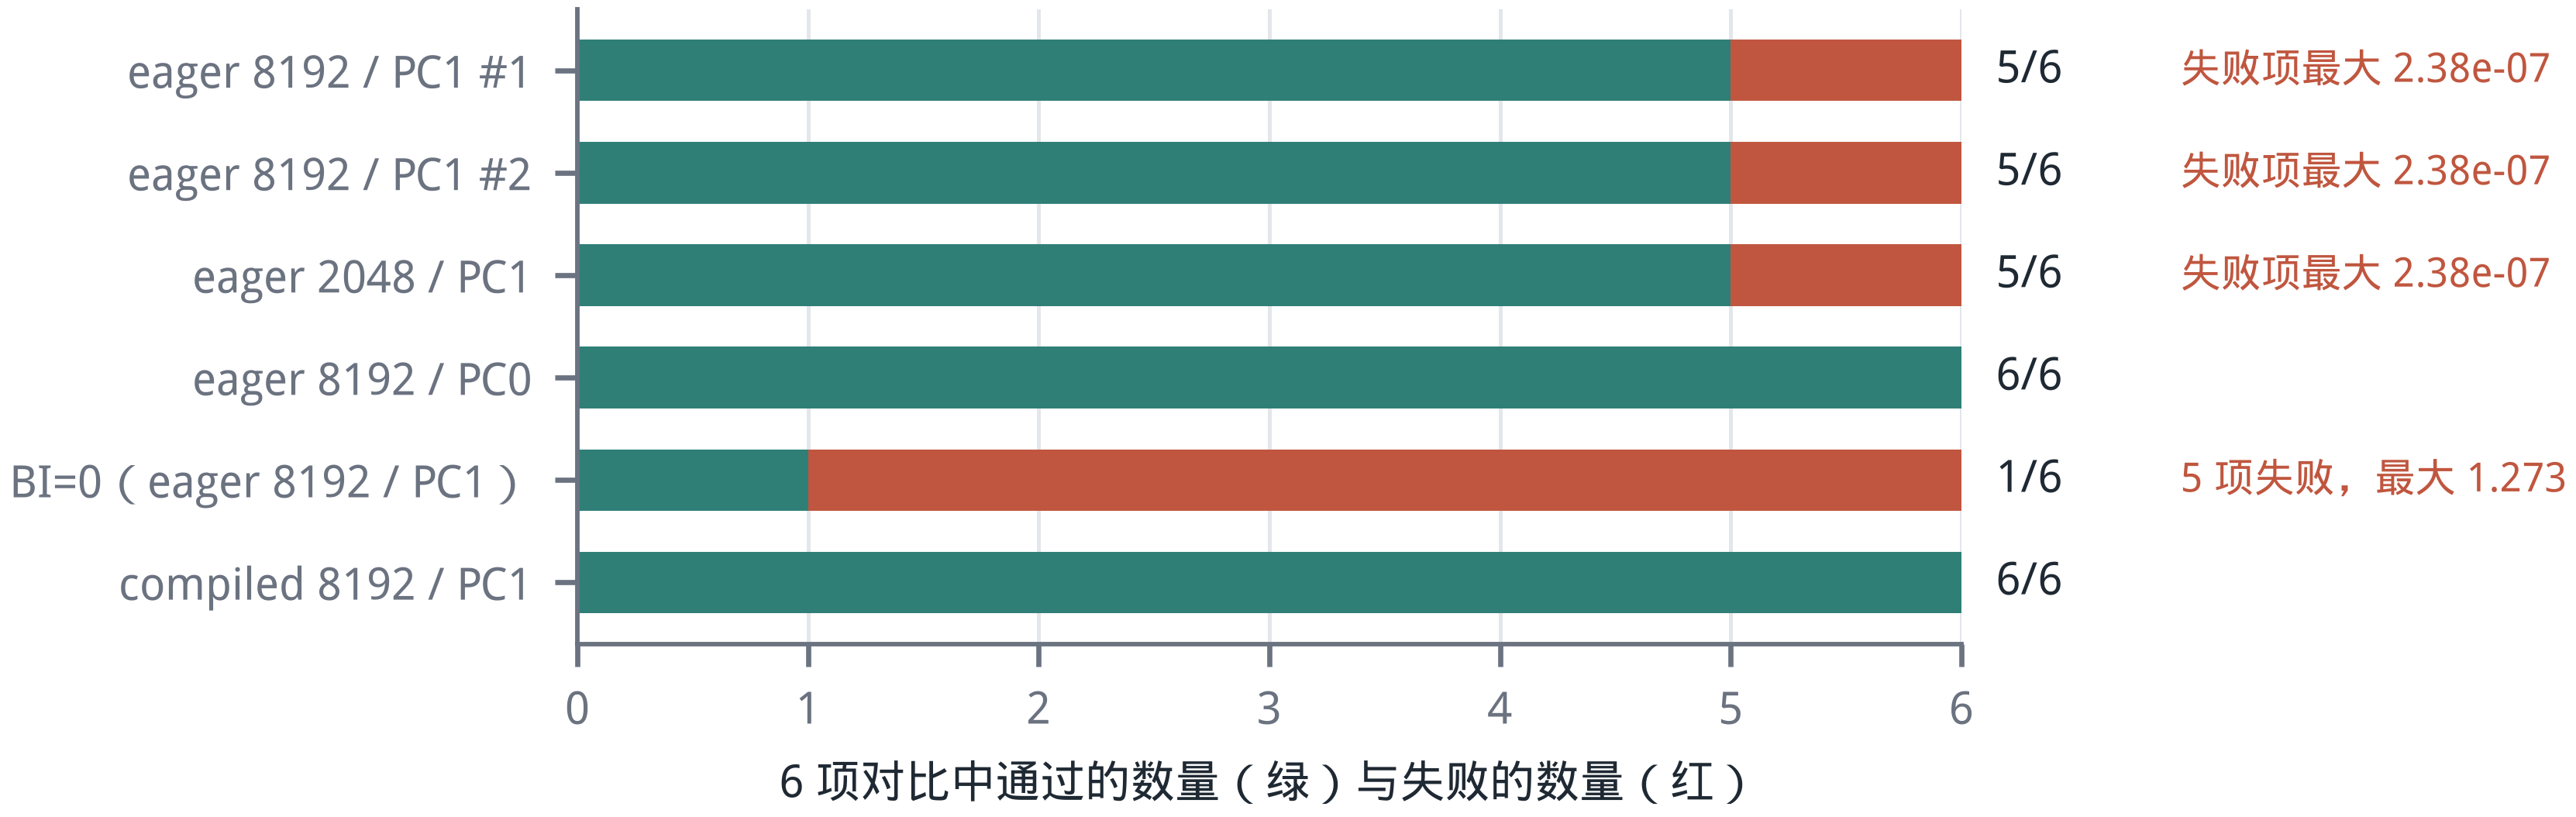 eager 8192 / PC1 #1 5/6 失败项最大 2.38e-07
eager 8192 / PC1 #2 5/6 失败项最大 2.38e-07
eager 2048 / PC1 5/6 失败项最大 2.38e-07
eager 8192 / PC0 6/6
BI=0（eager 8192 / PC1） 1/6 5 项失败，最大 1.273
compiled 8192 / PC1 6/6
0 1 2 3 4 5 6
6 项对比中通过的数量（绿）与失败的数量（红）